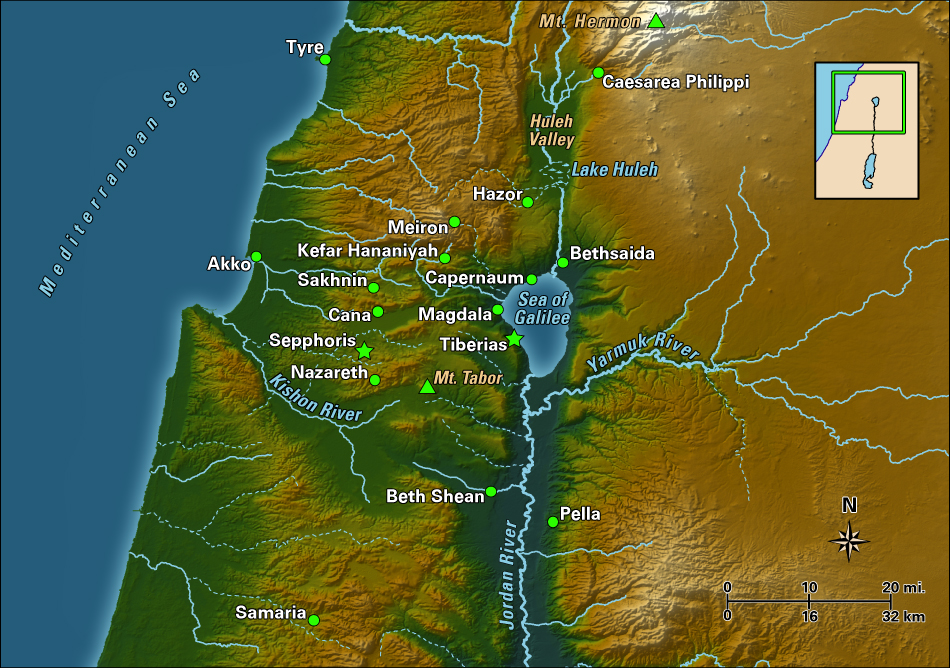 Mt. Hermon
Tyre
Caesarea Philippi
Mediterranean Sea
Huleh
Valley
Lake Huleh
Hazor
Meiron
Kefar Hananiyah
Bethsaida
Akko
Capernaum
Sakhnin
Sea of
Galilee
Cana
Magdala
Sepphoris
Tiberias
Yarmuk River
Nazareth
Mt. Tabor
Kishon River
Beth Shean
Pella
N
Jordan River
0 10 20 mi.
0 16 32 km
Samaria